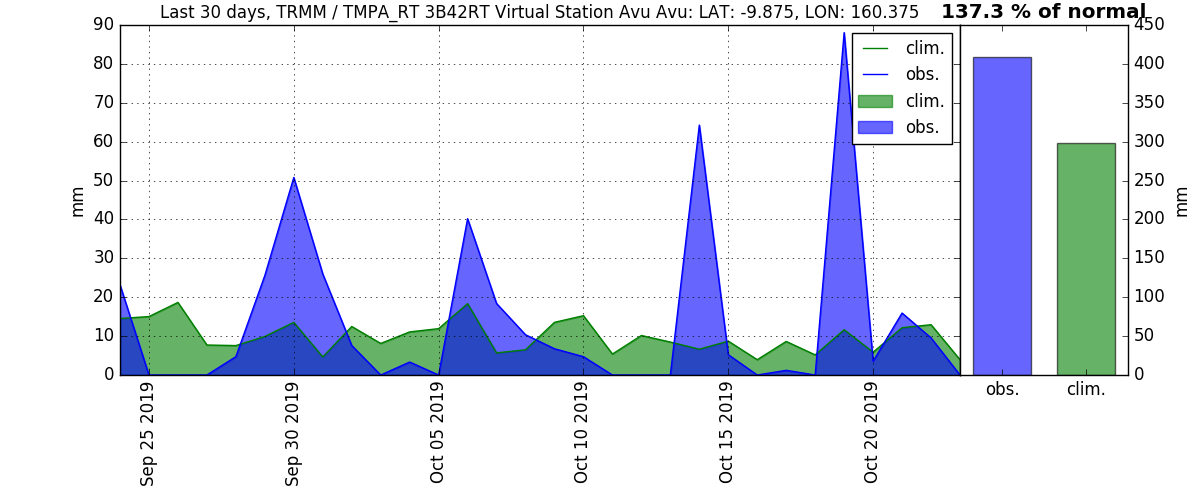 Last 30 days, TRMM / TMPA_RT 3B42RT Virtual Station Avu Avu: LAT: -9.875, LON: 160.375
137.3 % of normal
90
80
70
60
50
40
30
20
10
0
mm
clim.
obs.
clim.
obs.
Sep 25 2019
Sep 30 2019
Oct 05 2019
Oct 10 2019
Oct 15 2019
Oct 20 2019
450
400
350
300
250
200
150
100
50
0
mm
obs.
clim.